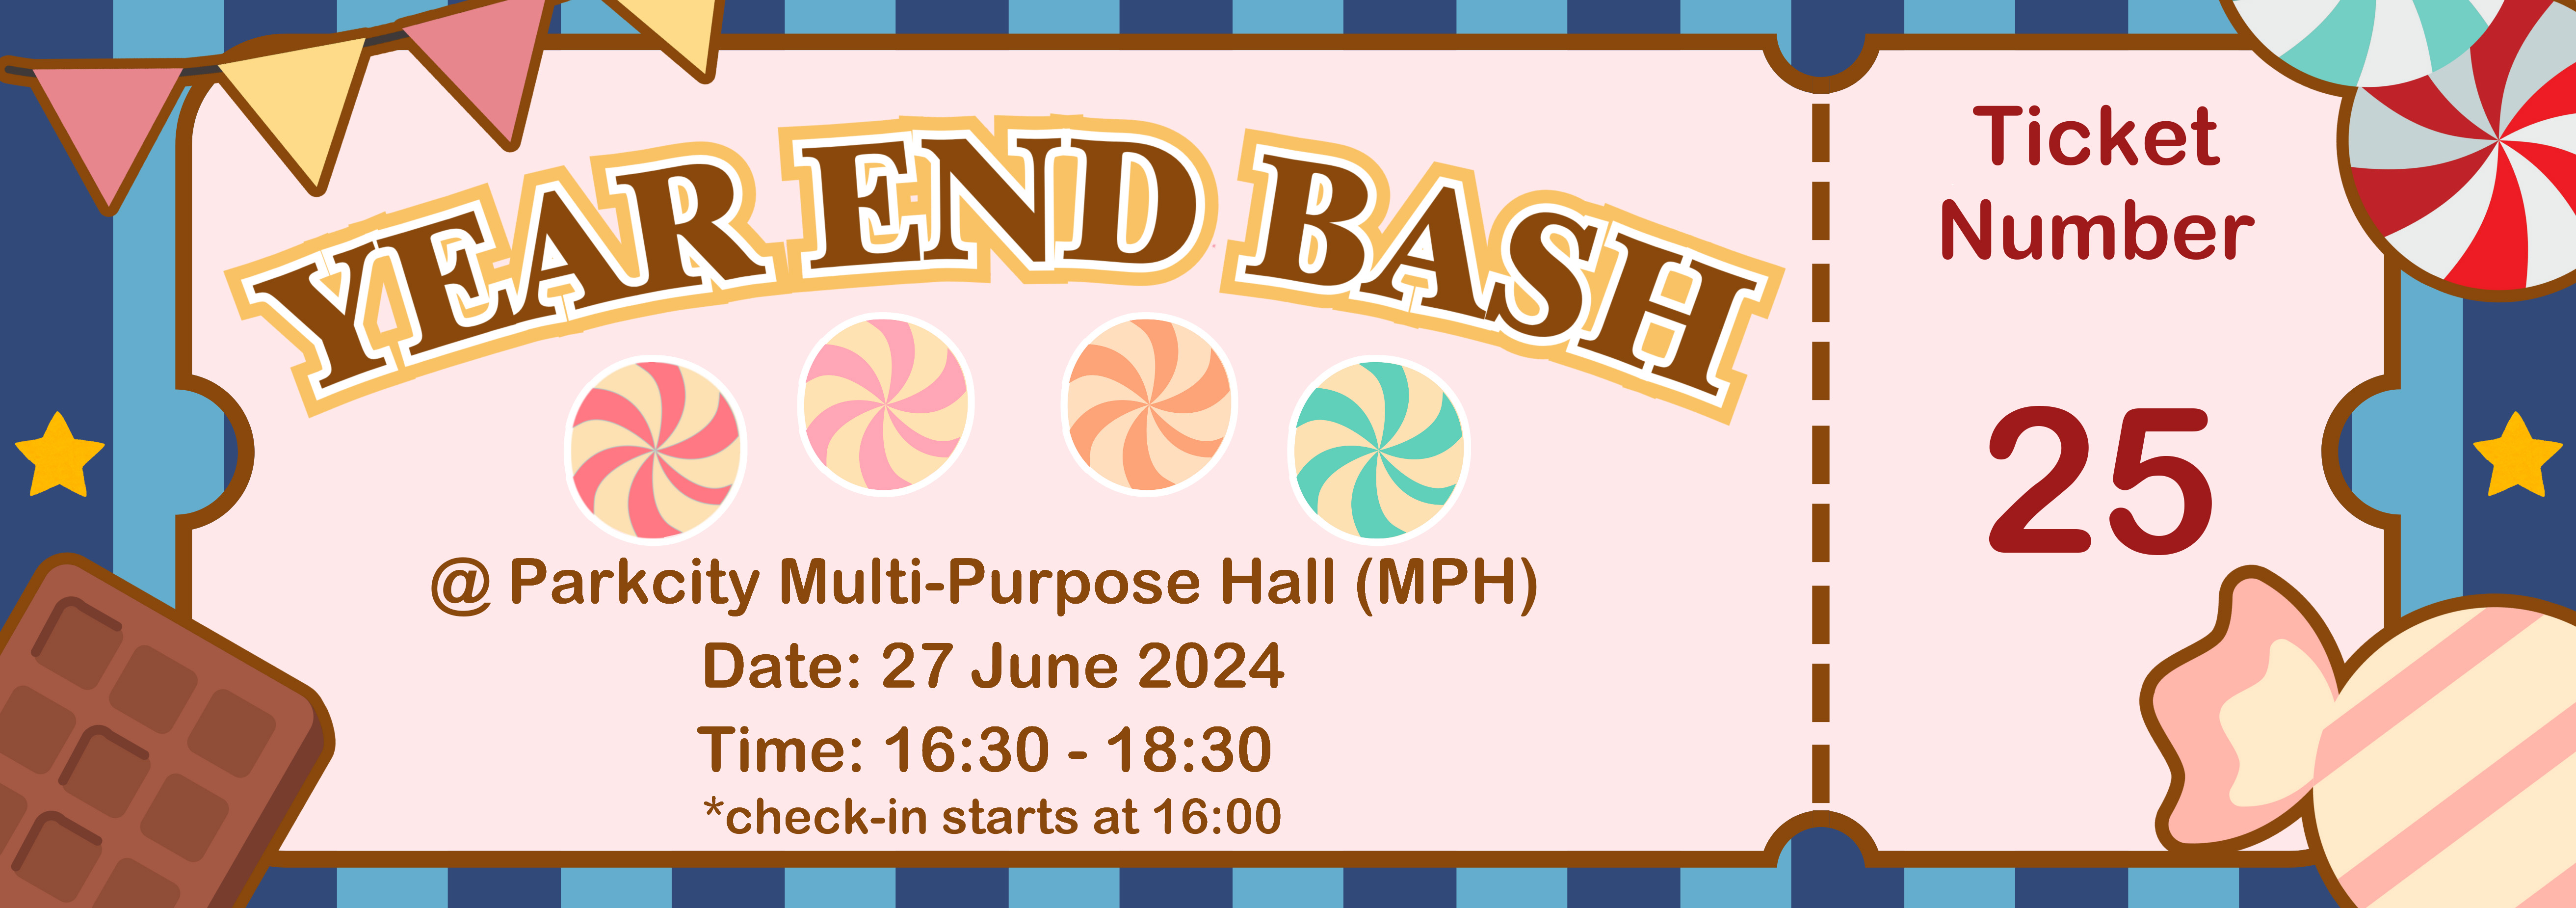 YEAR END BASH
@ Parkcity Multi-Purpose Hall (MPH)
Date: 27 June 2024
Time: 16:30 - 18:30
*check-in starts at 16:00
Ticket
Number
25